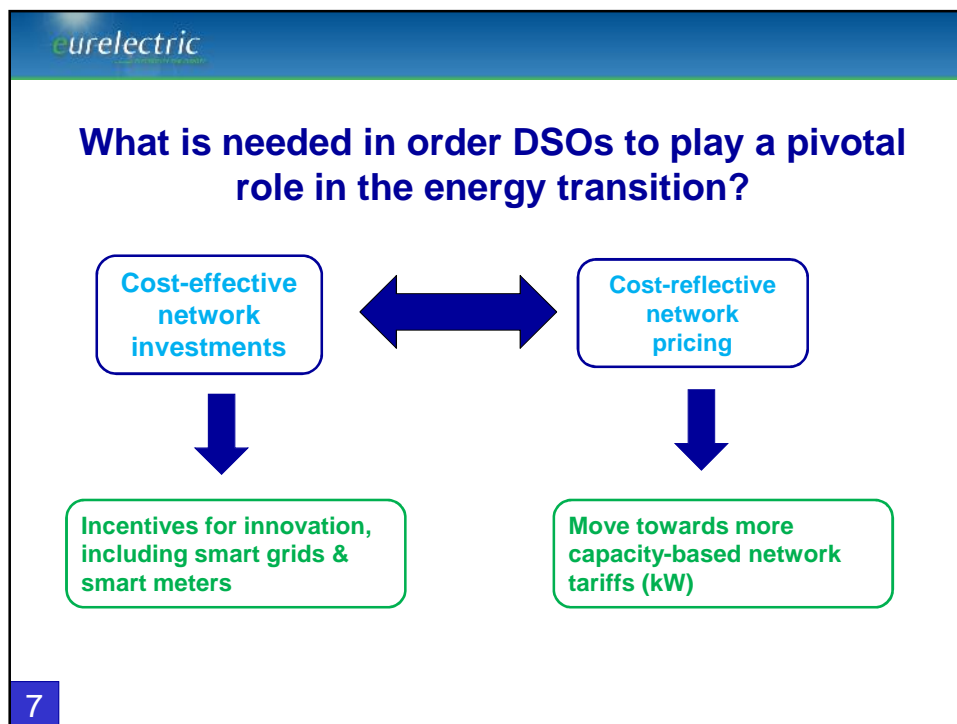 eurelectric
What is needed in order DSOs to play a pivotal
role in the energy transition?
Cost-effective
network
investments
Cost-reflective
network
pricing
Incentives for innovation,
including smart grids &
smart meters
Move towards more
capacity-based network
tariffs (kW)
7